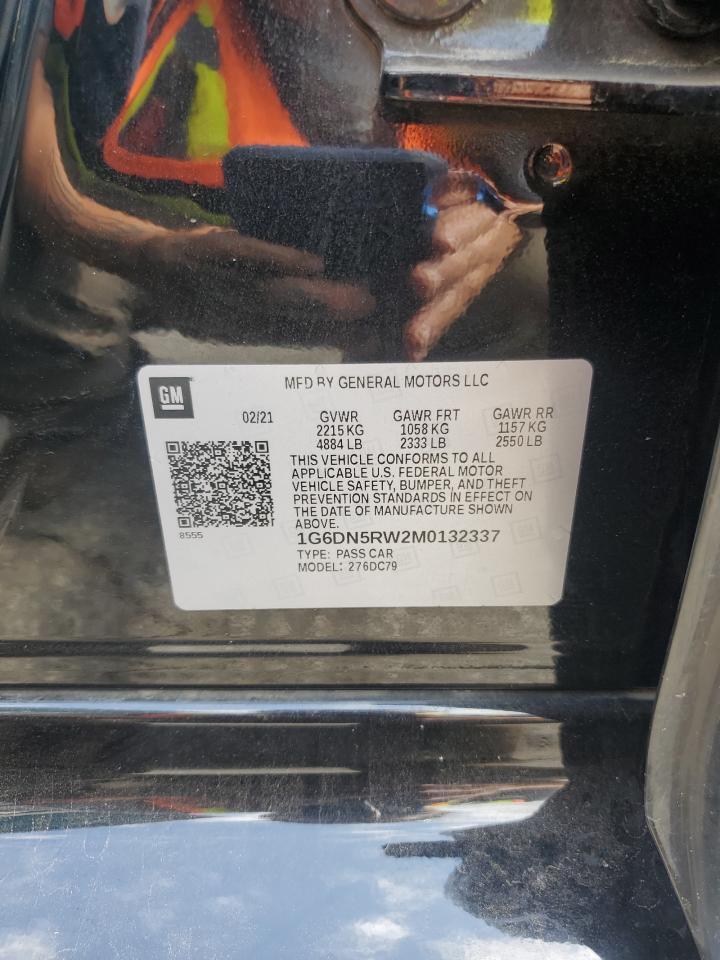 GM
MFD BY GENERAL MOTORS LLC
02/21 GVWR GAWR FRT GAWR RR
2215 KG 1058 KG 1157 KG
4884 LB 2333 LB 2550 LB
THIS VEHICLE CONFORMS TO ALL
APPLICABLE U.S. FEDERAL MOTOR
VEHICLE SAFETY, BUMPER, AND THEFT
PREVENTION STANDARDS IN EFFECT ON
THE DATE OF MANUFACTURE SHOWN
ABOVE.
8555
1G6DN5RW2M0132337
TYPE: PASS CAR
MODEL: 276DC79